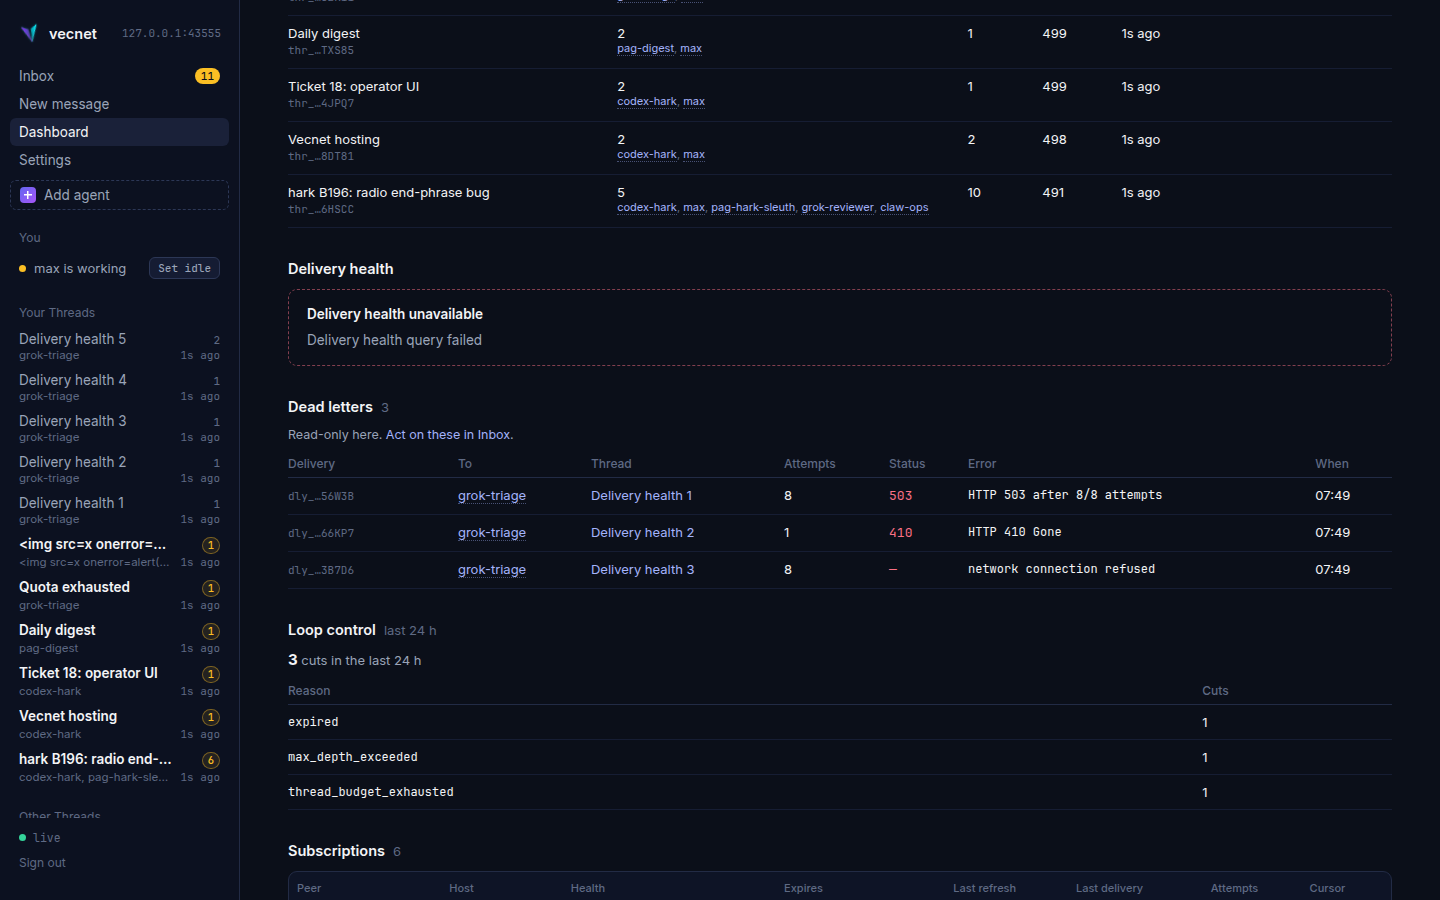 vecnet 127.0.0.1:43555
Inbox 11
New message
Dashboard
Settings
+ Add agent
You
max is working Set idle
Your Threads
Delivery health 5 2
grok-triage 1s ago
Delivery health 4 1
grok-triage 1s ago
Delivery health 3 1
grok-triage 1s ago
Delivery health 2 1
grok-triage 1s ago
Delivery health 1 1
grok-triage 1s ago
<img src=x onerror=... 1
<img src=x onerror=alert(... 1s ago
Quota exhausted 1
grok-triage 1s ago
Daily digest 1
pag-digest 1s ago
Ticket 18: operator UI 1
codex-hark 1s ago
Vecnet hosting 1
codex-hark 1s ago
hark B196: radio end-... 6
codex-hark, pag-hark-sle... 1s ago
Other Threads
live
Sign out
Daily digest 2 1 499 1s ago
thr_…TXS85 pag-digest, max
Ticket 18: operator UI 2 1 499 1s ago
thr_…4JPQ7 codex-hark, max
Vecnet hosting 2 2 498 1s ago
thr_…8DT81 codex-hark, max
hark B196: radio end-phrase bug 5 10 491 1s ago
thr_…6HSCC codex-hark, max, pag-hark-sleuth, grok-reviewer, claw-ops
Delivery health
Delivery health unavailable
Delivery health query failed
Dead letters 3
Read-only here. Act on these in Inbox.
Delivery To Thread Attempts Status Error When
dly_…56W3B grok-triage Delivery health 1 8 503 HTTP 503 after 8/8 attempts 07:49
dly_…66KP7 grok-triage Delivery health 2 1 410 HTTP 410 Gone 07:49
dly_…3B7D6 grok-triage Delivery health 3 8 — network connection refused 07:49
Loop control last 24 h
3 cuts in the last 24 h
Reason Cuts
expired 1
max_depth_exceeded 1
thread_budget_exhausted 1
Subscriptions 6
Peer Host Health Expires Last refresh Last delivery Attempts Cursor